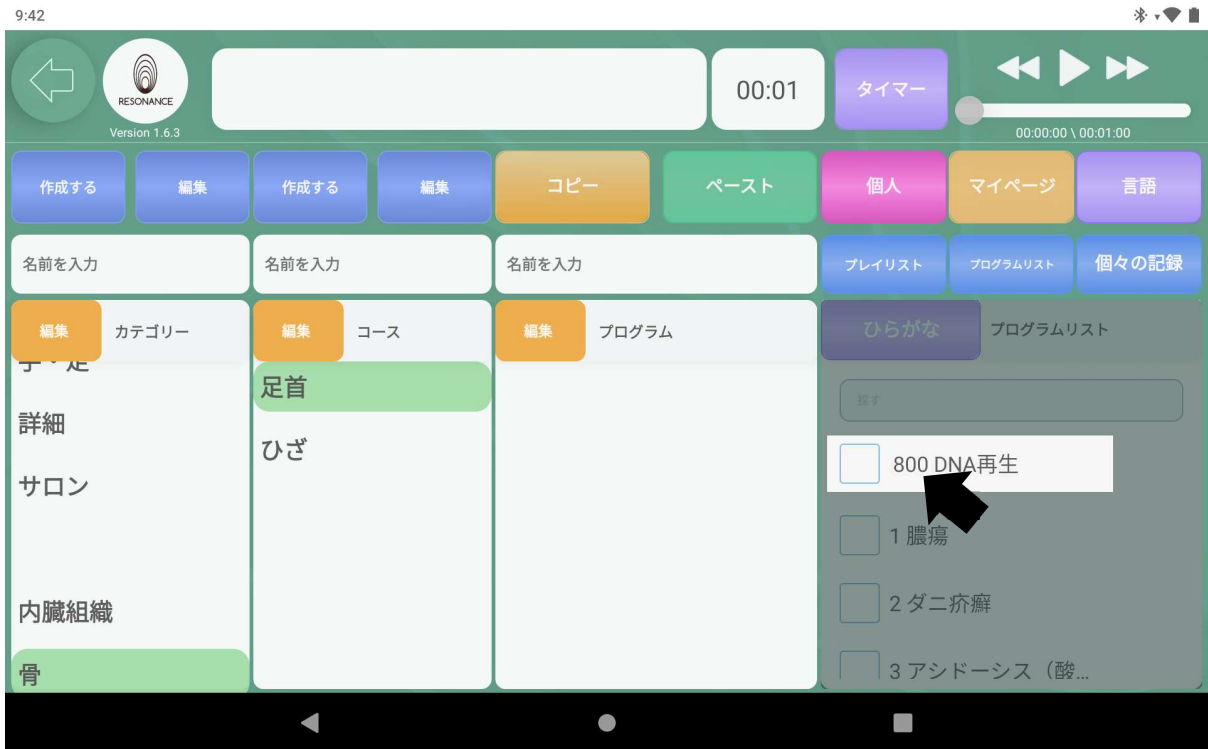 9:42
RESONANCE
Version 1.6.3
00:01
タイマー
00:00:00 \ 00:01:00
作成する
編集
作成する
編集
コピー
ペースト
個人
マイページ
言語
名前を入力
名前を入力
名前を入力
プレイリスト
プログラムリスト
個々の記録
編集
カテゴリー
編集
コース
編集
プログラム
ひらがな
プログラムリスト
手・足
詳細
サロン
内臓組織
骨
足首
ひざ
探す
800 DNA再生
1 膿瘍
2 ダニ疥癬
3 アシドーシス（酸...